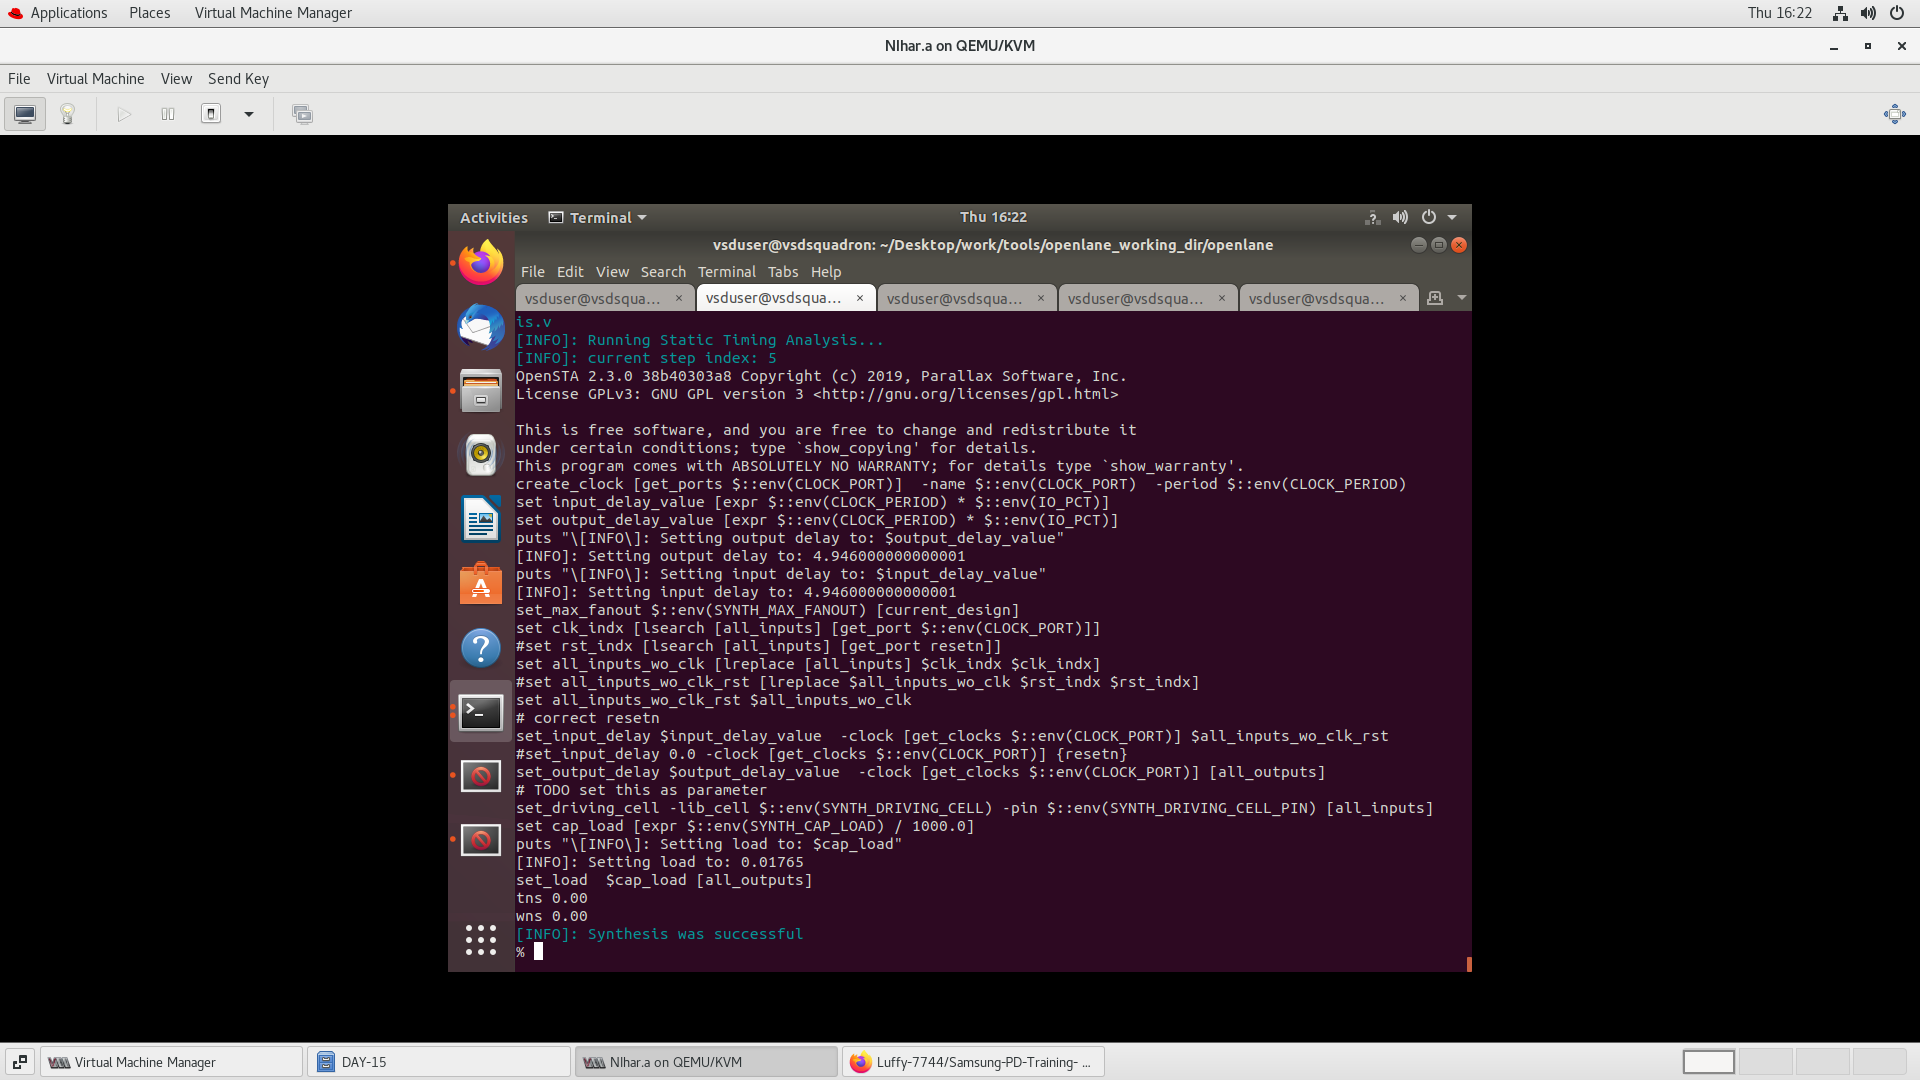 Applications Places Virtual Machine Manager Thu 16:22
NIhar.a on QEMU/KVM
File Virtual Machine View Send Key
Activities Terminal Thu 16:22
vsduser@vsdsquadron: ~/Desktop/work/tools/openlane_working_dir/openlane
File Edit View Search Terminal Tabs Help
vsduser@vsdsqua... × vsduser@vsdsqua... × vsduser@vsdsqua... × vsduser@vsdsqua... × vsduser@vsdsqua... ×
is.v
[INFO]: Running Static Timing Analysis...
[INFO]: current step index: 5
OpenSTA 2.3.0 38b40303a8 Copyright (c) 2019, Parallax Software, Inc.
License GPLv3: GNU GPL version 3 <http://gnu.org/licenses/gpl.html>
This is free software, and you are free to change and redistribute it
under certain conditions; type `show_copying' for details.
This program comes with ABSOLUTELY NO WARRANTY; for details type `show_warranty'.
create_clock [get_ports $::env(CLOCK_PORT)]  -name $::env(CLOCK_PORT)  -period $::env(CLOCK_PERIOD)
set input_delay_value [expr $::env(CLOCK_PERIOD) * $::env(IO_PCT)]
set output_delay_value [expr $::env(CLOCK_PERIOD) * $::env(IO_PCT)]
puts "\[INFO\]: Setting output delay to: $output_delay_value"
[INFO]: Setting output delay to: 4.946000000000001
puts "\[INFO\]: Setting input delay to: $input_delay_value"
[INFO]: Setting input delay to: 4.946000000000001
set_max_fanout $::env(SYNTH_MAX_FANOUT) [current_design]
set clk_indx [lsearch [all_inputs] [get_port $::env(CLOCK_PORT)]]
#set rst_indx [lsearch [all_inputs] [get_port resetn]]
set all_inputs_wo_clk [lreplace [all_inputs] $clk_indx $clk_indx]
#set all_inputs_wo_clk_rst [lreplace $all_inputs_wo_clk $rst_indx $rst_indx]
set all_inputs_wo_clk_rst $all_inputs_wo_clk
# correct resetn
set_input_delay $input_delay_value  -clock [get_clocks $::env(CLOCK_PORT)] $all_inputs_wo_clk_rst
#set_input_delay 0.0 -clock [get_clocks $::env(CLOCK_PORT)] {resetn}
set_output_delay $output_delay_value  -clock [get_clocks $::env(CLOCK_PORT)] [all_outputs]
# TODO set this as parameter
set_driving_cell -lib_cell $::env(SYNTH_DRIVING_CELL) -pin $::env(SYNTH_DRIVING_CELL_PIN) [all_inputs]
set cap_load [expr $::env(SYNTH_CAP_LOAD) / 1000.0]
puts "\[INFO\]: Setting load to: $cap_load"
[INFO]: Setting load to: 0.01765
set_load  $cap_load [all_outputs]
tns 0.00
wns 0.00
[INFO]: Synthesis was successful
%
Virtual Machine Manager DAY-15 NIhar.a on QEMU/KVM Luffy-7744/Samsung-PD-Training- ...